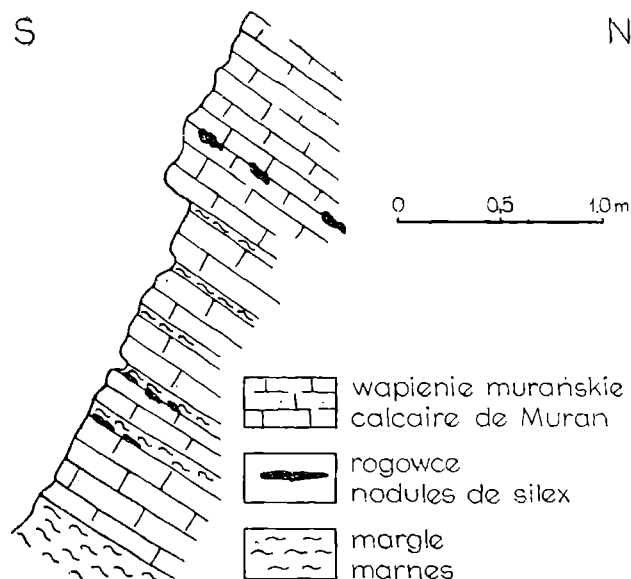 S
N
0 0,5 1,0 m
wapienie murańskie
calcaire de Muran
rogowce
nodules de silex
margle
marnes